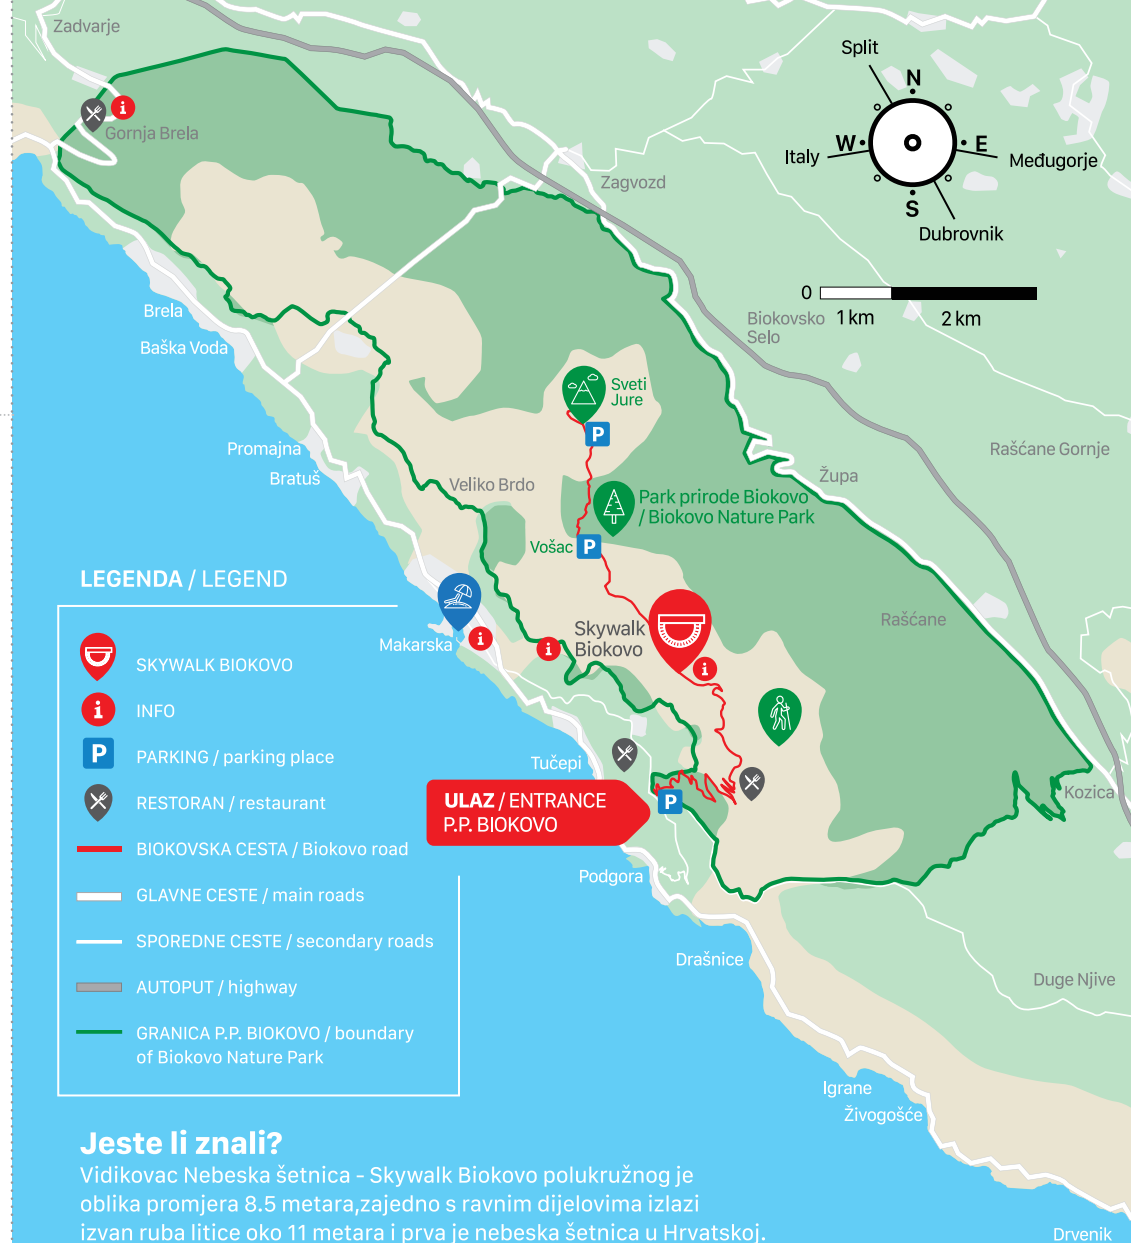 Zadvarje
Split
N
W
E
S
Italy
Međugorje
Dubrovnik
i
Gornja Brela
Zagvozd
0
1 km
2 km
Biokovsko
Selo
Brela
Baška Voda
Sveti
Jure
P
Promajna
Bratuš
Veliko Brdo
Rašćane Gornje
Župa
Park prirode Biokovo
/ Biokovo Nature Park
Vošac
P
LEGENDA / LEGEND
Makarska
i
i
Skywalk
Biokovo
i
Rašćane
SKYWALK BIOKOVO
i
INFO
P
PARKING / parking place
RESTORAN / restaurant
BIOKOVSKA CESTA / Biokovo road
GLAVNE CESTE / main roads
SPOREDNE CESTE / secondary roads
AUTOPUT / highway
GRANICA P.P. BIOKOVO / boundary
of Biokovo Nature Park
Tučepi
ULAZ / ENTRANCE
P.P. BIOKOVO
P
Kozica
Podgora
Drašnice
Duge Njive
Igrane
Živogošće
Drvenik
Jeste li znali?
Vidikovac Nebeska šetnica - Skywalk Biokovo polukružnog je
oblika promjera 8.5 metara,zajedno s ravnim dijelovima izlazi
izvan ruba litice oko 11 metara i prva je nebeska šetnica u Hrvatskoj.